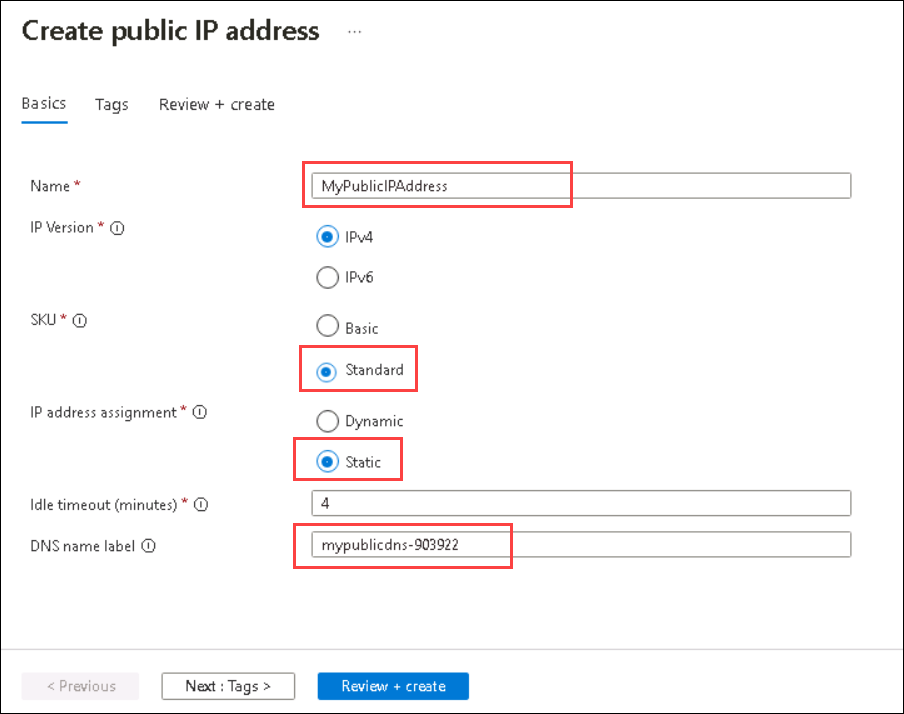 Create public IP address ...
Basics Tags Review + create
Name * MyPublicIPAddress
IP Version * IPv4
IPv6
SKU * Basic
Standard
IP address assignment * Dynamic
Static
Idle timeout (minutes) * 4
DNS name label mypublicdns-903922
< Previous Next : Tags > Review + create